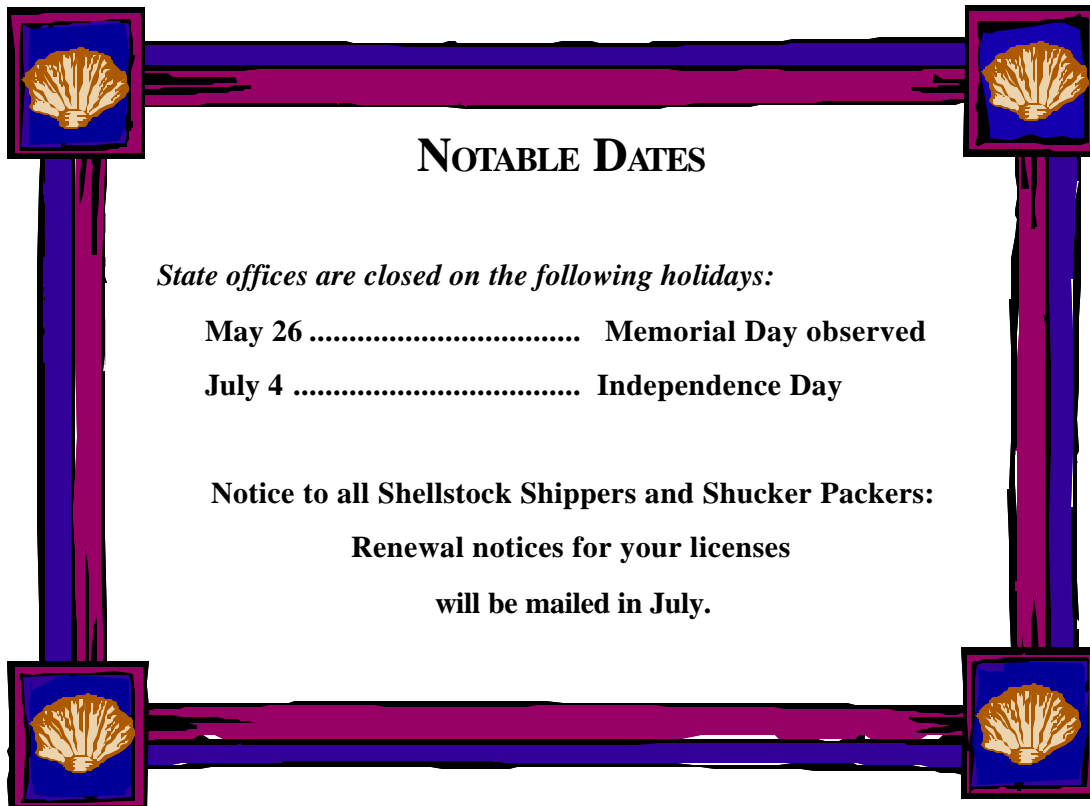 NOTABLE DATES
State offices are closed on the following holidays:
May 26 .................................. Memorial Day observed
July 4 .................................... Independence Day
Notice to all Shellstock Shippers and Shucker Packers:
Renewal notices for your licenses
will be mailed in July.